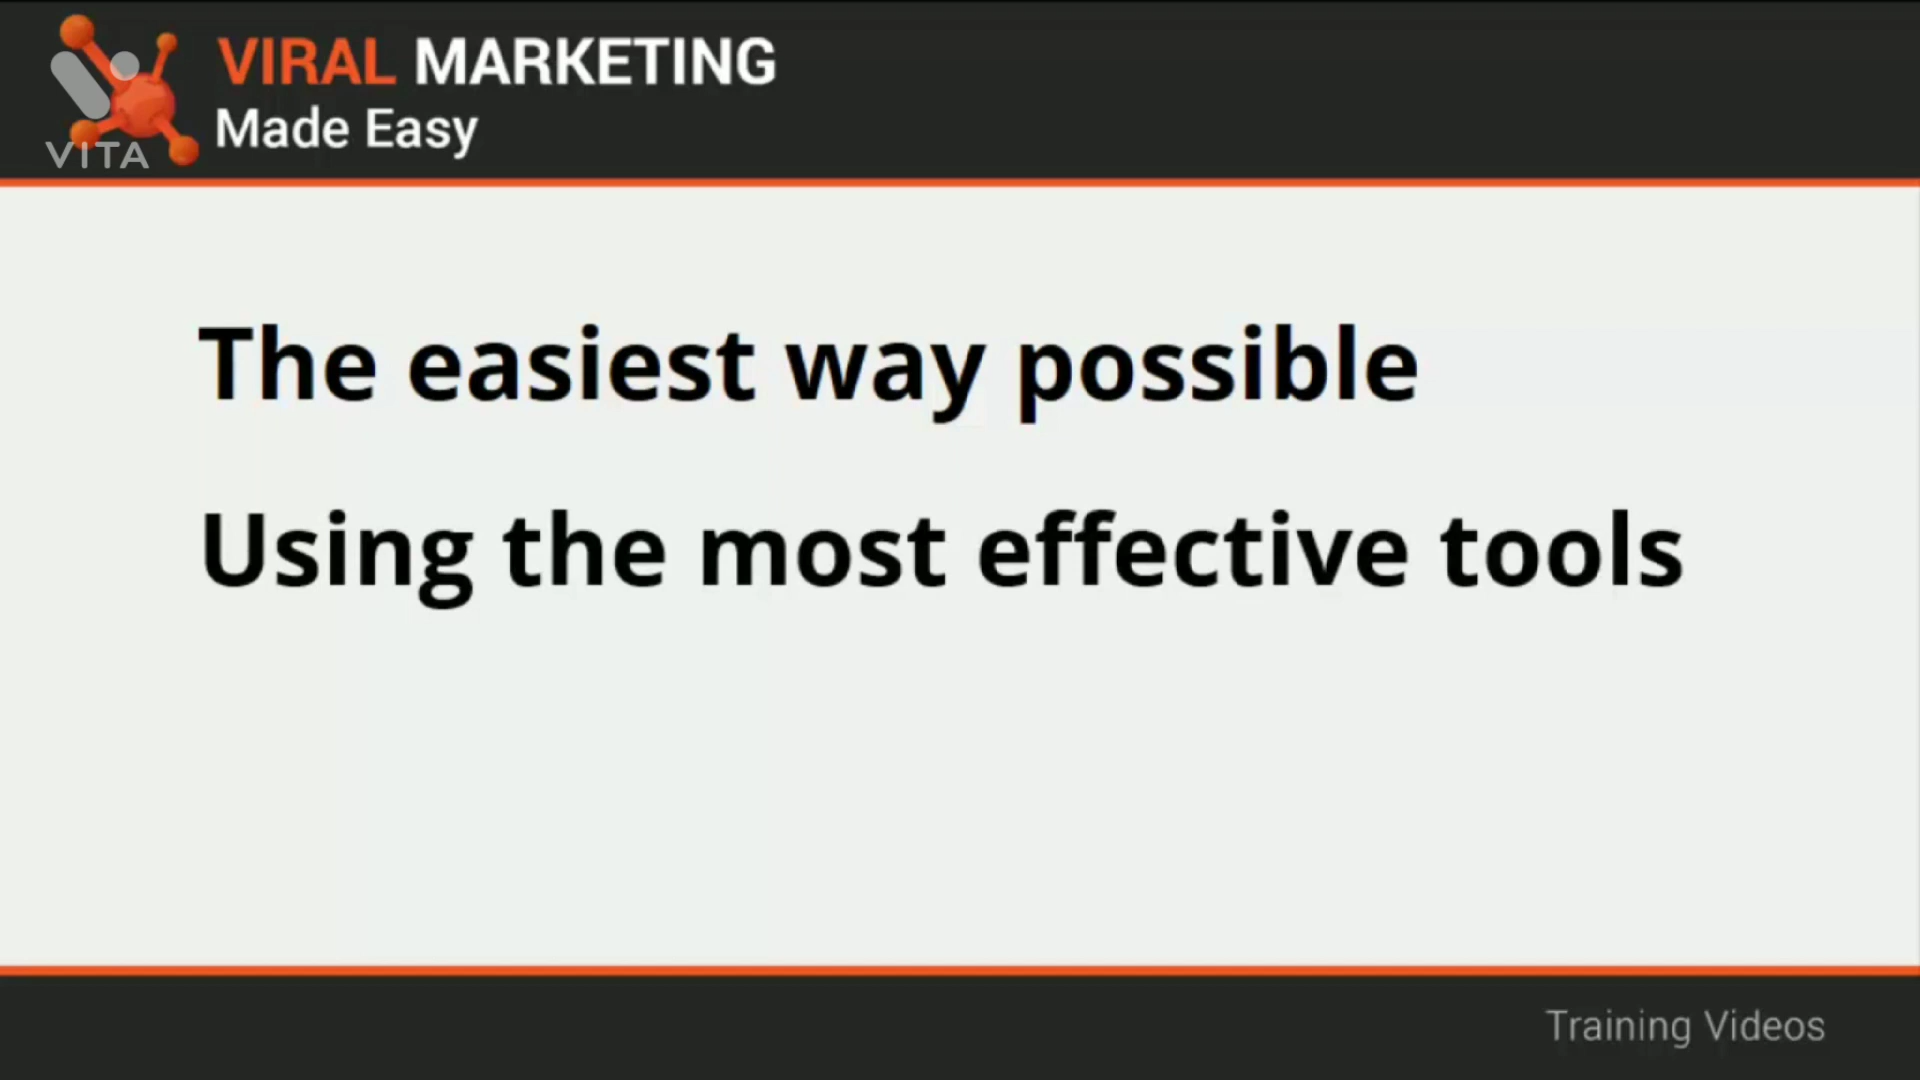 VIRAL MARKETING
Made Easy
VITA
The easiest way possible
Using the most effective tools
Training Videos